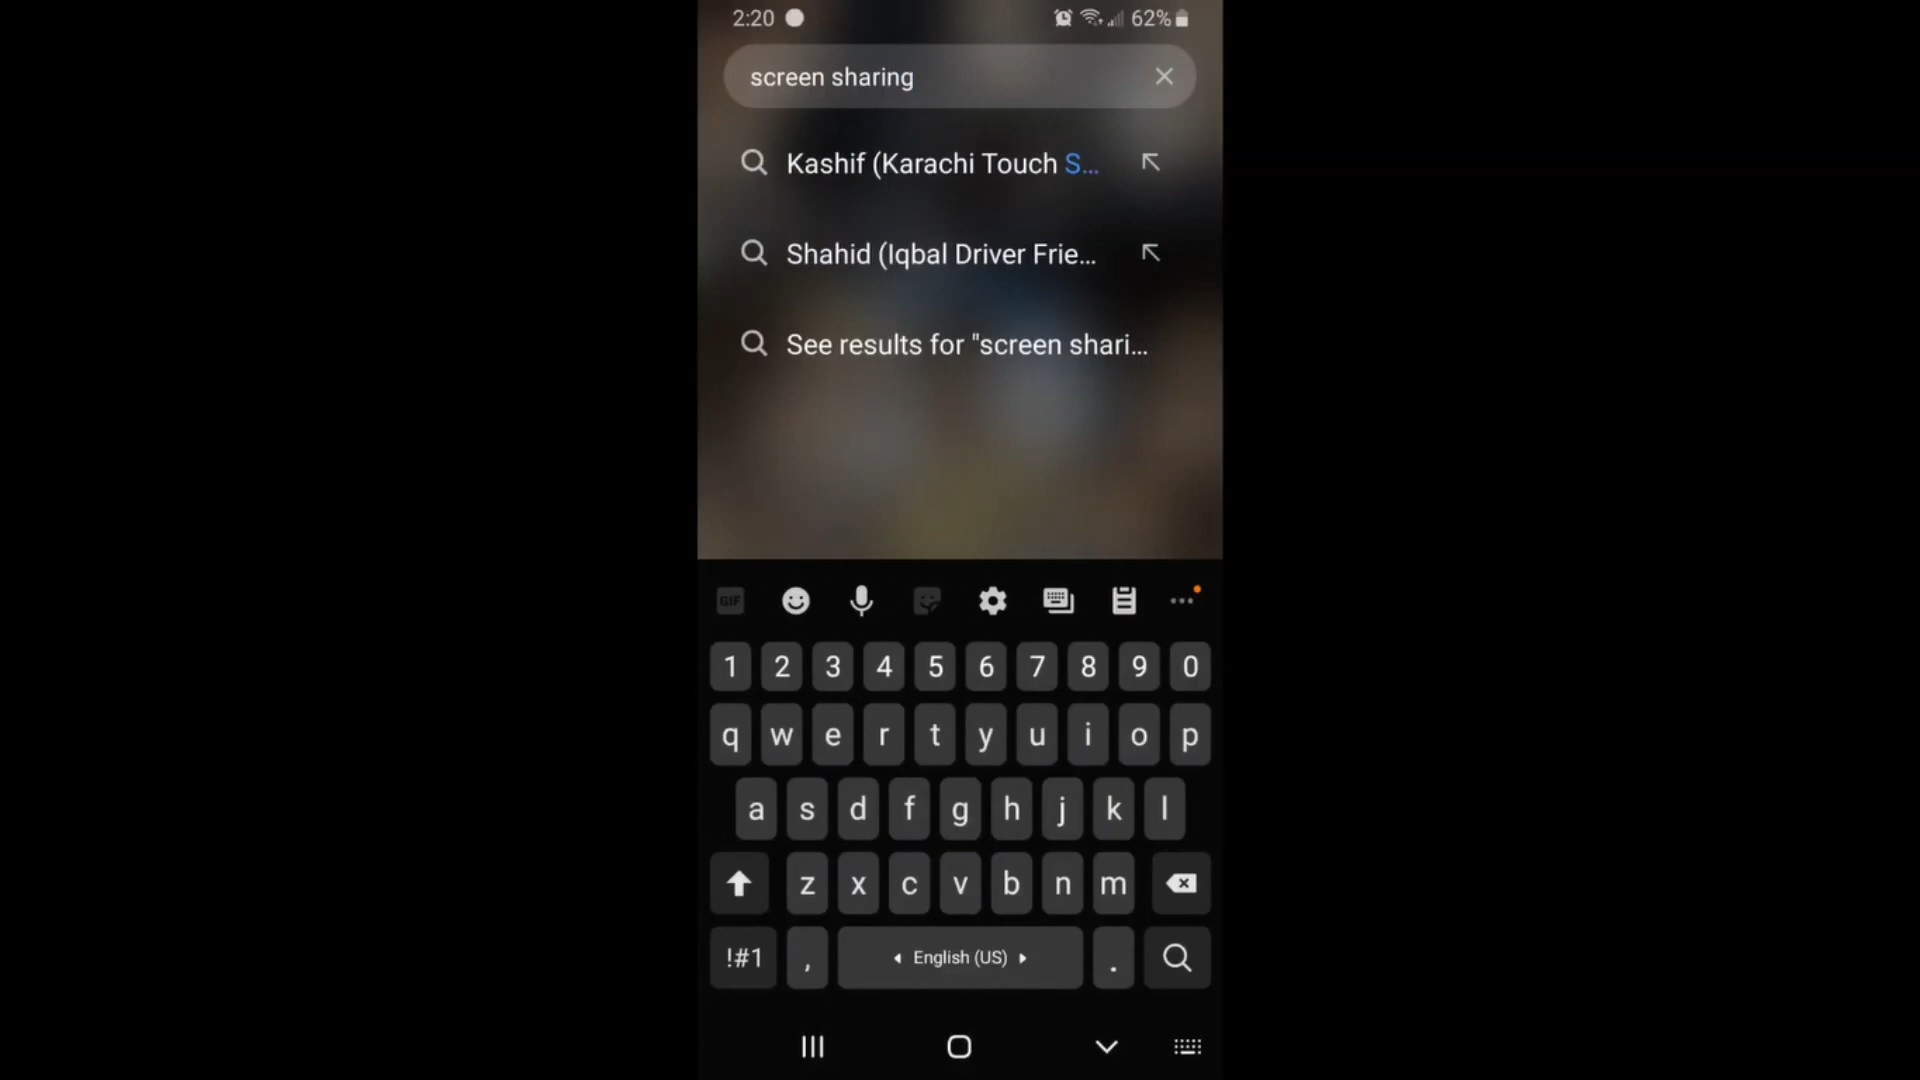 2:20 62%
screen sharing
Kashif (Karachi Touch S...
Shahid (Iqbal Driver Frie...
See results for "screen shari...
GIF
1 2 3 4 5 6 7 8 9 0
q w e r t y u i o p
a s d f g h j k l
z x c v b n m
!#1 , English (US) .